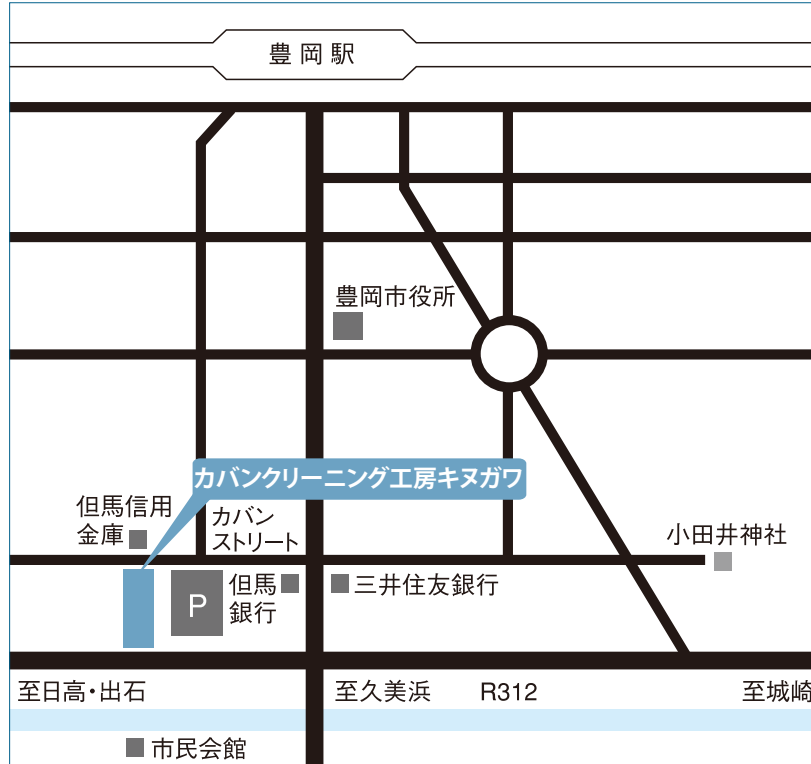 豊岡駅
豊岡市役所
カバンクリーニング工房キヌガワ
但馬信用
金庫
カバン
ストリート
小田井神社
P
但馬
銀行
三井住友銀行
至日高・出石
至久美浜
R312
至城崎
市民会館